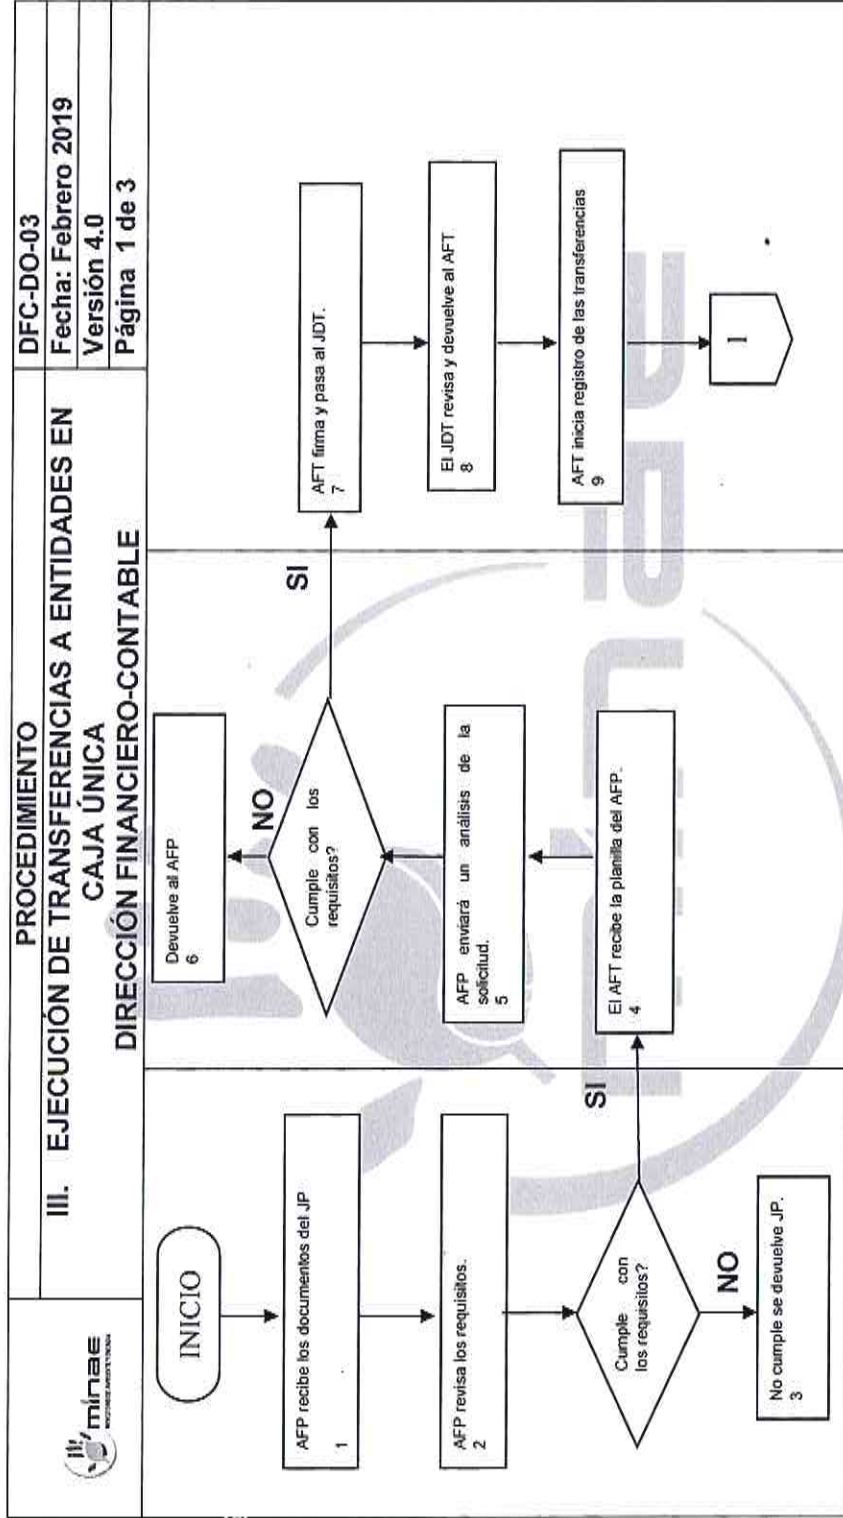 mínae
PROCEDIMIENTO
III. EJECUCIÓN DE TRANSFERENCIAS A ENTIDADES EN
CAJA ÚNICA
DIRECCIÓN FINANCIERO-CONTABLE
DFC-DO-03
Fecha: Febrero 2019
Versión 4.0
Página 1 de 3
INICIO
AFP recibe los documentos del JP
1
AFP revisa los requisitos.
2
Cumple con
los requisitos?
NO
No cumple se devuelve JP.
3
SI
El AFT recibe la planilla del AFP.
4
AFP enviará un análisis de la
solicitud.
5
Cumple con los
requisitos?
NO
Devuelve al AFP
6
SI
AFT firma y pasa al JDT.
7
El JDT revisa y devuelve al AFT
8
AFT inicia registro de las transferencias
9
1